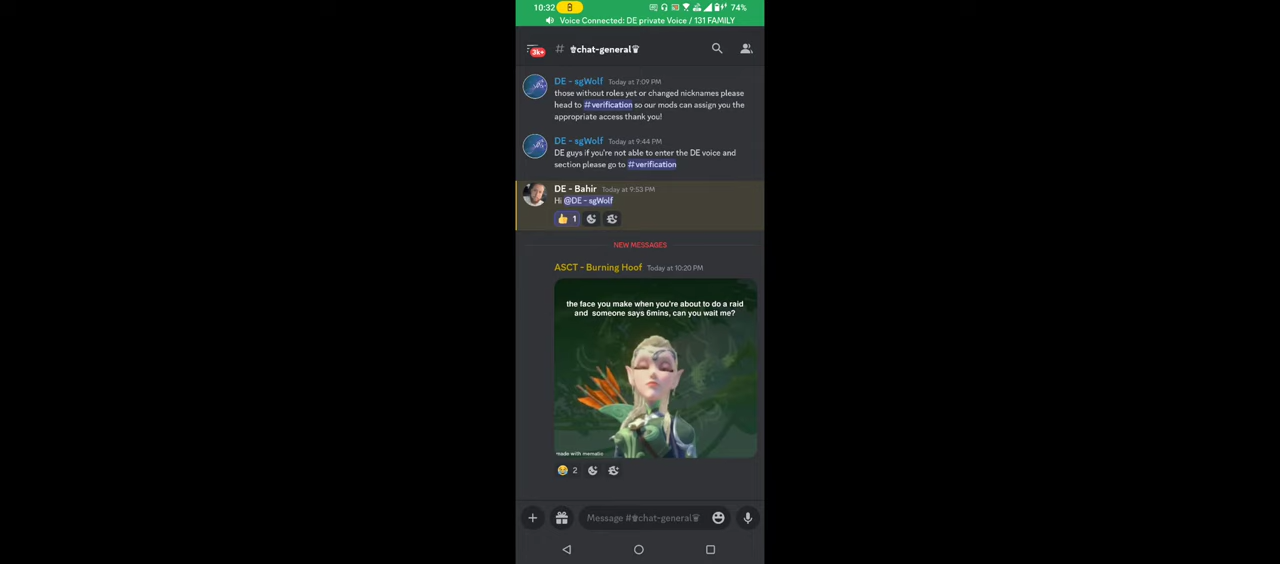 10:32
74%
Voice Connected: DE private Voice / 131 FAMILY
3k+
# ♕chat-general♕
DE - sgWolf Today at 7:09 PM
those without roles yet or changed nicknames please
head to #verification so our mods can assign you the
appropriate access thank you!
DE - sgWolf Today at 9:44 PM
DE guys if you're not able to enter the DE voice and
section please go to #verification
DE - Bahir Today at 9:53 PM
Hi @DE - sgWolf
👍 1
NEW MESSAGES
ASCT - Burning Hoof Today at 10:20 PM
the face you make when you're about to do a raid
and someone says 6mins, can you wait me?
made with mematic
😂 2
Message #♕chat-general♕